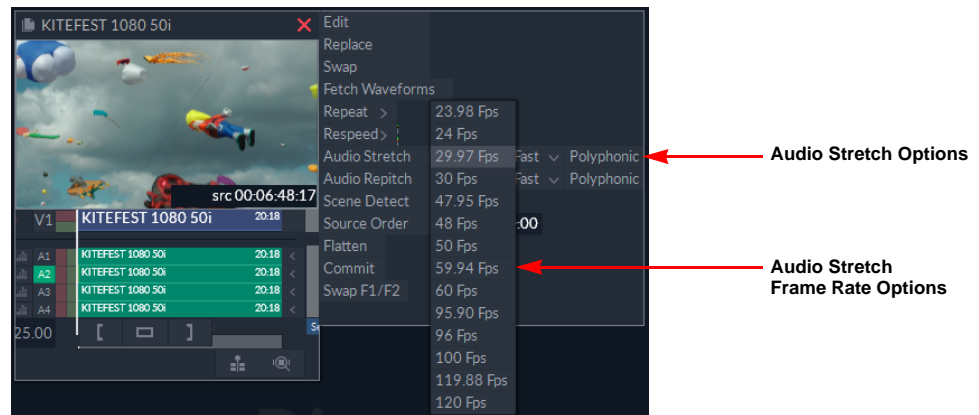 KITEFEST 1080 50i
src 00:06:48:17
V1 KITEFEST 1080 50i 20:18
A1 KITEFEST 1080 50i 20:18 <
A2 KITEFEST 1080 50i 20:18 <
A3 KITEFEST 1080 50i 20:18 <
A4 KITEFEST 1080 50i 20:18 <
25.00 [ ]
Edit
Replace
Swap
Fetch Waveforms
Repeat >
Respeed >
Audio Stretch
Audio Repitch
Scene Detect
Source Order
Flatten
Commit
Swap F1/F2
23.98 Fps
24 Fps
29.97 Fps
30 Fps
47.95 Fps
48 Fps
50 Fps
59.94 Fps
60 Fps
95.90 Fps
96 Fps
100 Fps
119.88 Fps
120 Fps
Fast Polyphonic
Fast Polyphonic
:00
Audio Stretch Options
Audio Stretch
Frame Rate Options